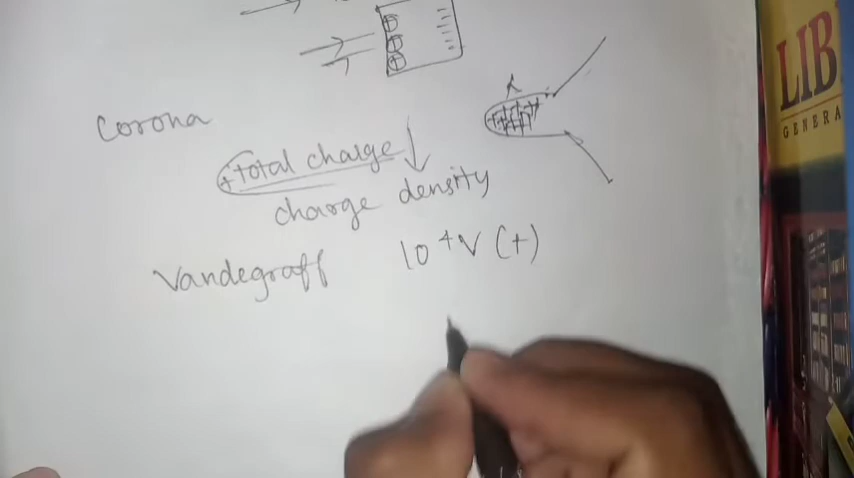 Corona
+total charge
charge density
Vandegraff 10⁴V (+)
LIB
GENERA